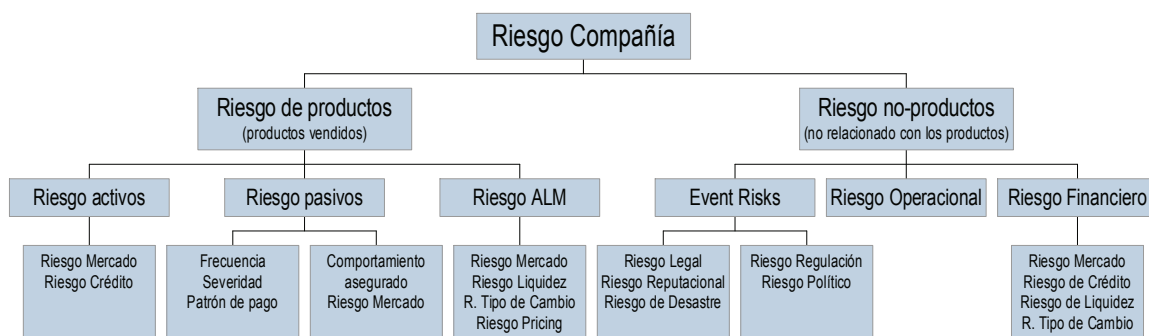 Riesgo Compañía
Riesgo de productos
(productos vendidos)
Riesgo no-productos
(no relacionado con los productos)
Riesgo activos
Riesgo pasivos
Riesgo ALM
Event Risks
Riesgo Operacional
Riesgo Financiero
Riesgo Mercado
Riesgo Crédito
Frecuencia
Severidad
Patrón de pago
Comportamiento
asegurado
Riesgo Mercado
Riesgo Mercado
Riesgo Liquidez
R. Tipo de Cambio
Riesgo Pricing
Riesgo Legal
Riesgo Reputacional
Riesgo de Desastre
Riesgo Regulación
Riesgo Político
Riesgo Mercado
Riesgo de Crédito
Riesgo de Liquidez
R. Tipo de Cambio